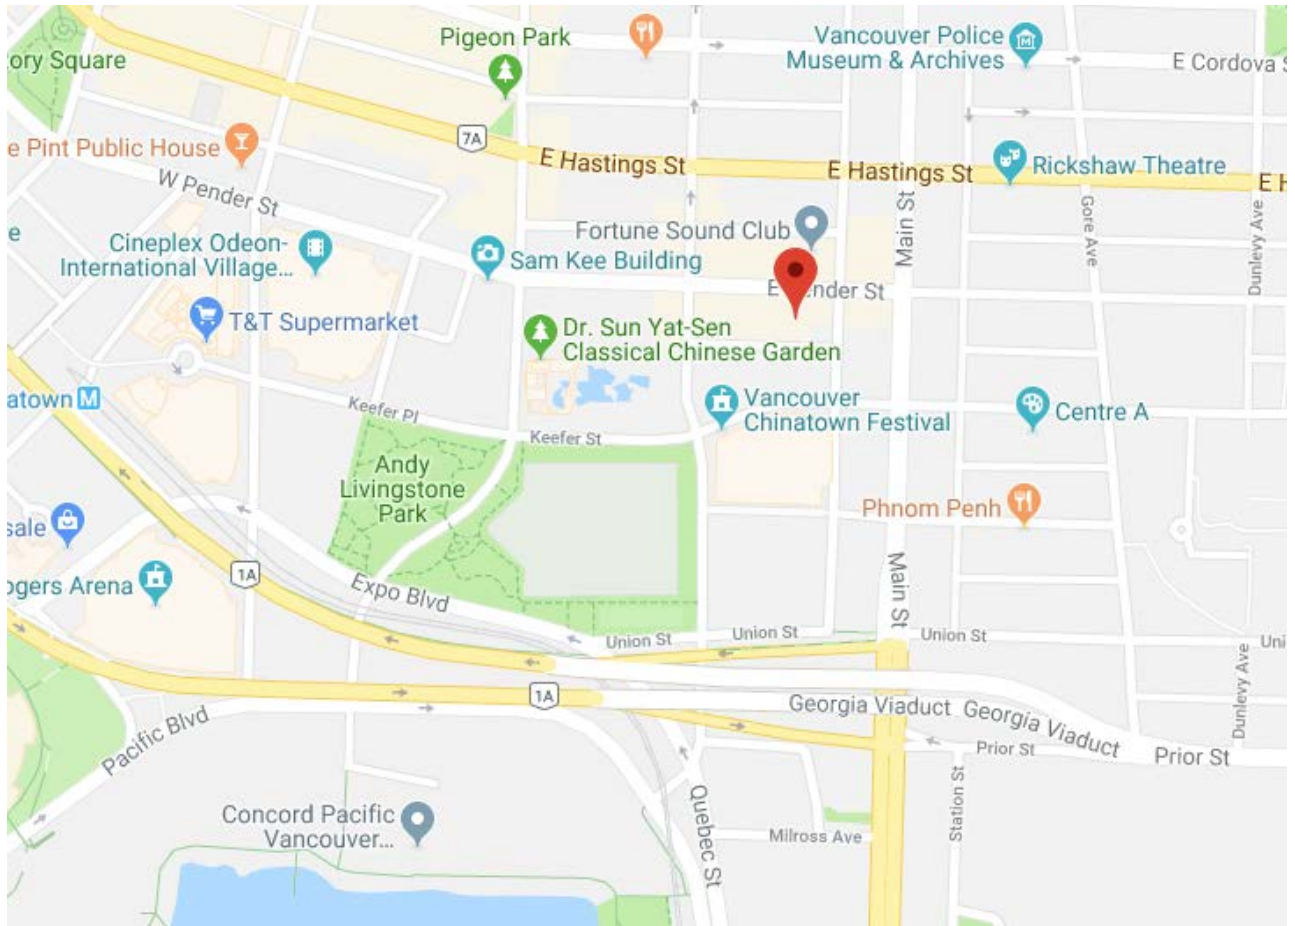 Pigeon Park
Vancouver Police
Museum & Archives
E Cordova S
ory Square
7A
e Pint Public House
E Hastings St
E Hastings St
Rickshaw Theatre
E H
W Pender St
Main St
Gore Ave
Dunlevy Ave
e
Cineplex Odeon-
International Village...
Fortune Sound Club
Sam Kee Building
E Pender St
T&T Supermarket
Dr. Sun Yat-Sen
Classical Chinese Garden
atown M
Keefer Pl
Keefer St
Vancouver
Chinatown Festival
Centre A
Andy
Livingstone
Park
Phnom Penh
sale
1A
ogers Arena
Expo Blvd
Main St
Union St
Union St
Union St
Uni
1A
Georgia Viaduct
Georgia Viaduct
Dunlevy Ave
Pacific Blvd
Prior St
Prior St
Station St
Quebec St
Concord Pacific
Vancouver...
Milross Ave